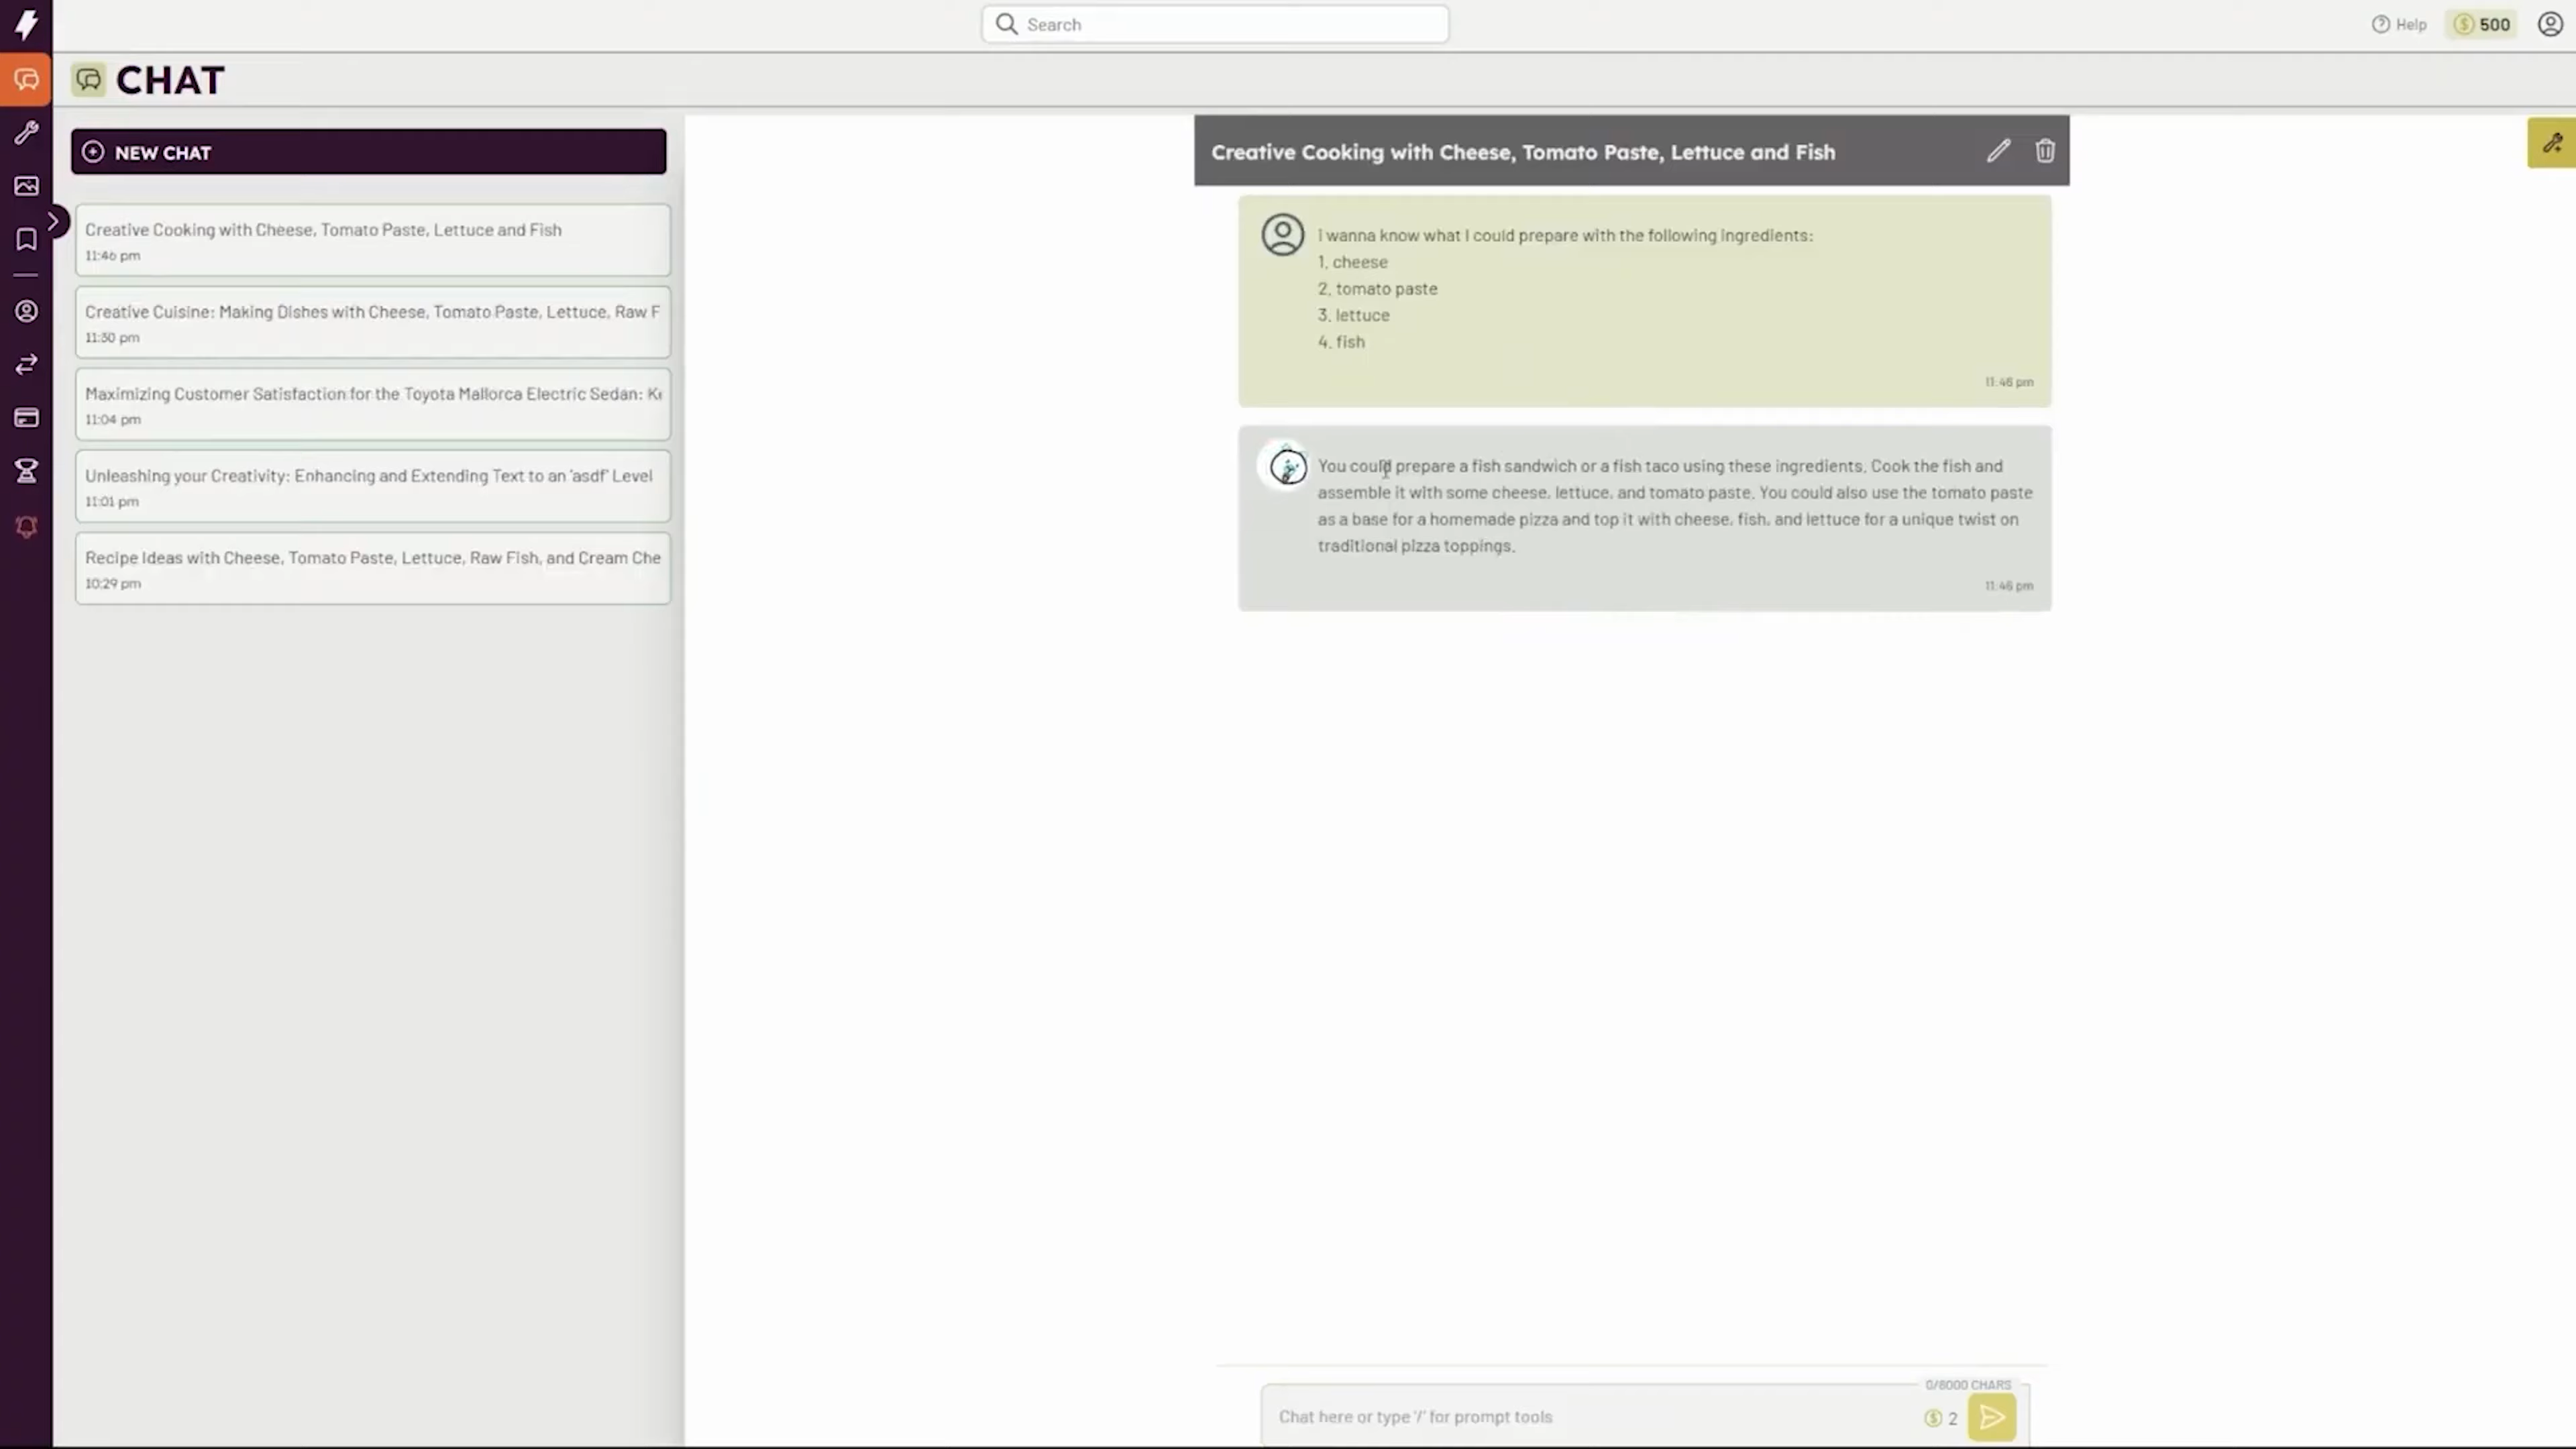 Search
Help
500
CHAT
NEW CHAT
Creative Cooking with Cheese, Tomato Paste, Lettuce and Fish
11:46 pm
Creative Cuisine: Making Dishes with Cheese, Tomato Paste, Lettuce, Raw F
11:30 pm
Maximizing Customer Satisfaction for the Toyota Mallorca Electric Sedan: Ke
11:04 pm
Unleashing your Creativity: Enhancing and Extending Text to an 'asdf' Level
11:01 pm
Recipe Ideas with Cheese, Tomato Paste, Lettuce, Raw Fish, and Cream Che
10:29 pm
Creative Cooking with Cheese, Tomato Paste, Lettuce and Fish
I wanna know what I could prepare with the following ingredients:
1. cheese
2. tomato paste
3. lettuce
4. fish
11:46 pm
You could prepare a fish sandwich or a fish taco using these ingredients. Cook the fish and
assemble it with some cheese, lettuce, and tomato paste. You could also use the tomato paste
as a base for a homemade pizza and top it with cheese, fish, and lettuce for a unique twist on
traditional pizza toppings.
11:46 pm
0/8000 CHARS
Chat here or type '/' for prompt tools
2